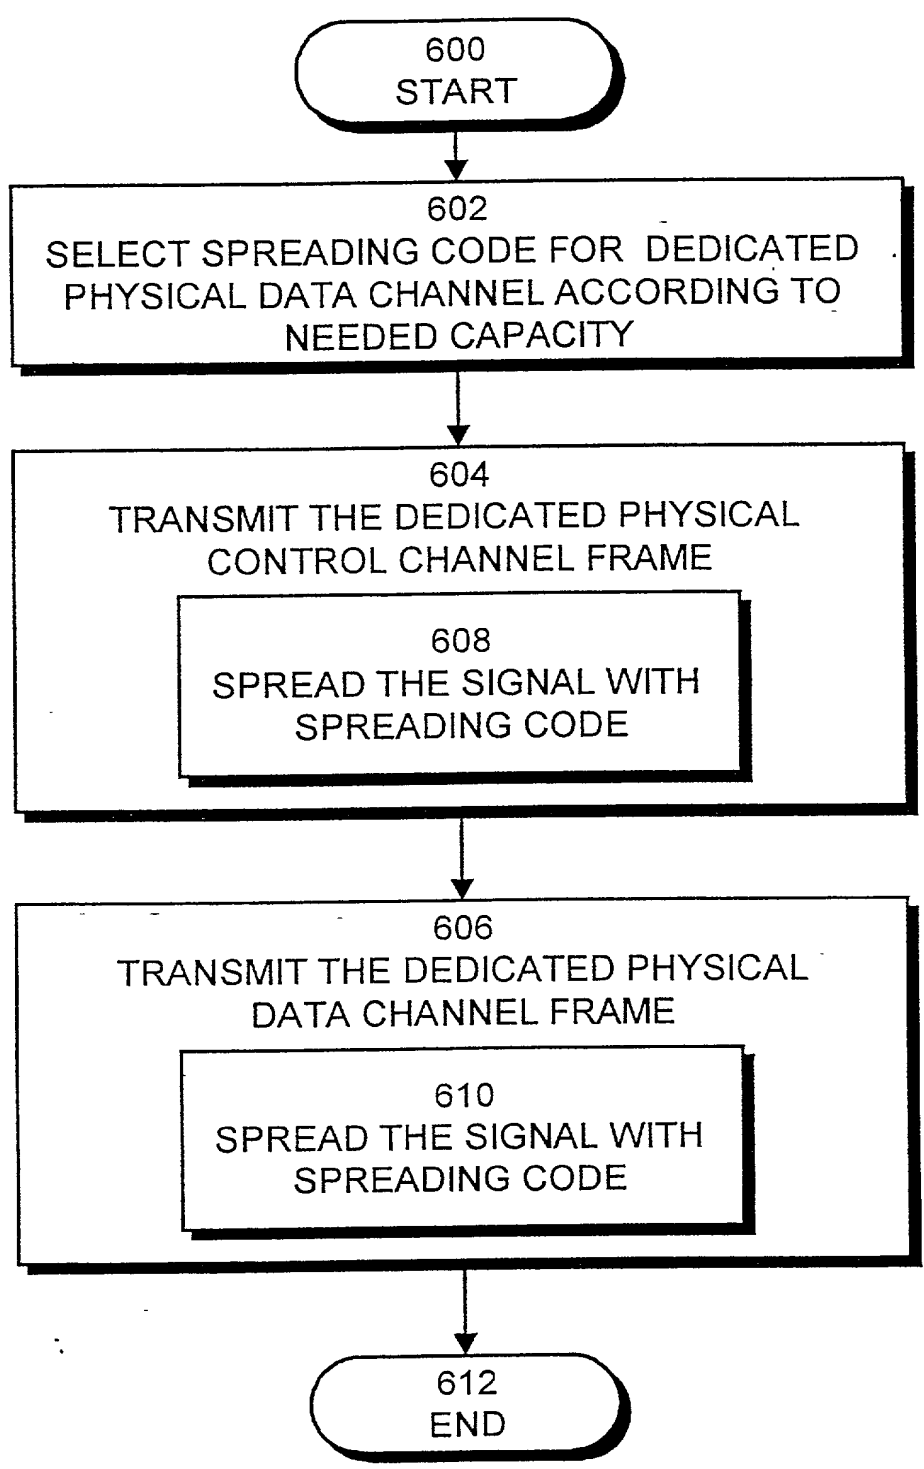 600
START
602
SELECT SPREADING CODE FOR DEDICATED
PHYSICAL DATA CHANNEL ACCORDING TO
NEEDED CAPACITY
604
TRANSMIT THE DEDICATED PHYSICAL
CONTROL CHANNEL FRAME
608
SPREAD THE SIGNAL WITH
SPREADING CODE
606
TRANSMIT THE DEDICATED PHYSICAL
DATA CHANNEL FRAME
610
SPREAD THE SIGNAL WITH
SPREADING CODE
612
END